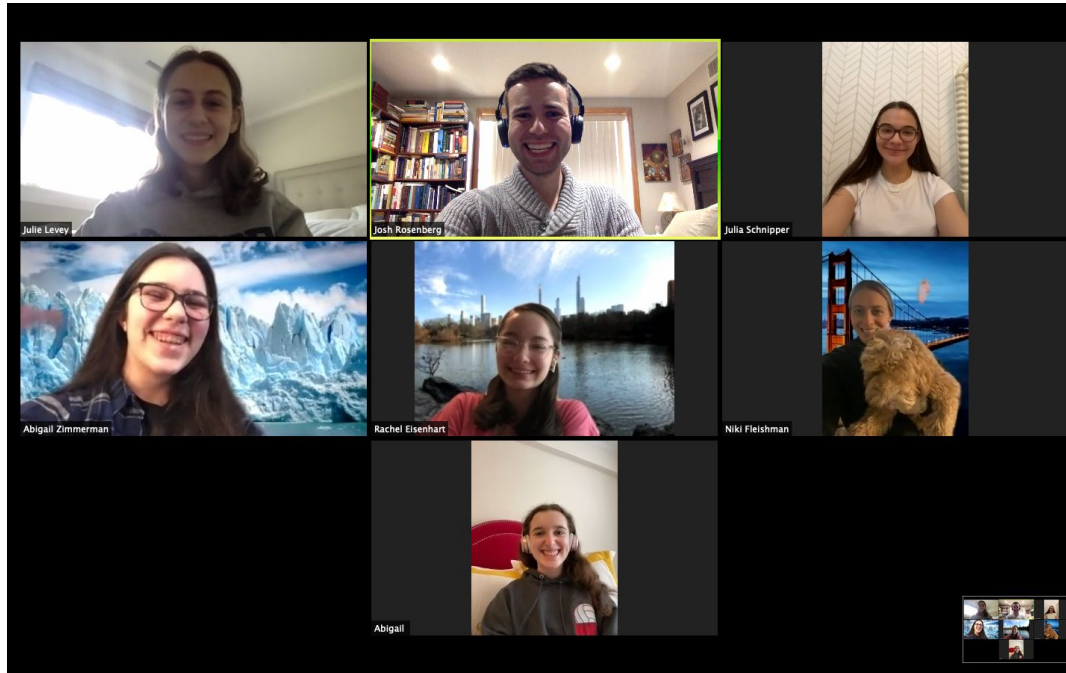 Julie Levey
Josh Rosenberg
Julia Schnipper
Abigail Zimmerman
Rachel Eisenhart
Niki Fleishman
Abigail